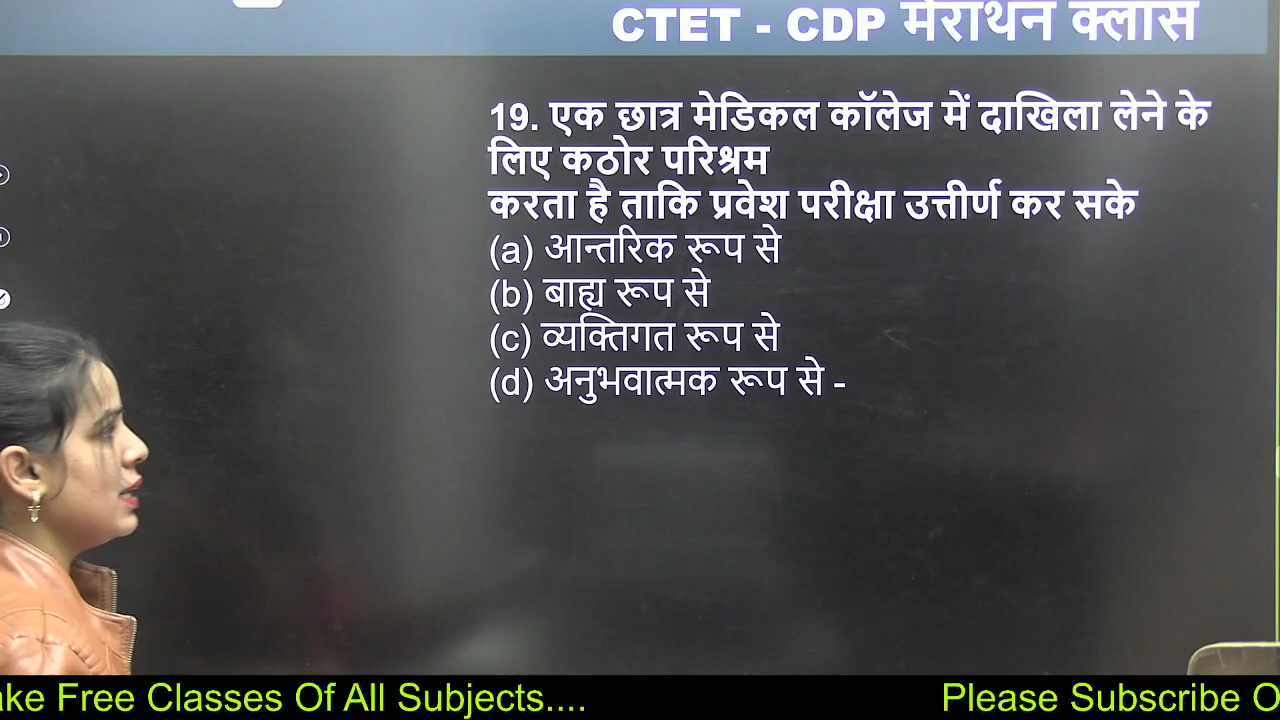 CTET - CDP मैराथन क्लास
19. एक छात्र मेडिकल कॉलेज में दाखिला लेने के
लिए कठोर परिश्रम
करता है ताकि प्रवेश परीक्षा उत्तीर्ण कर सके
(a) आन्तरिक रूप से
(b) बाह्य रूप से
(c) व्यक्तिगत रूप से
(d) अनुभवात्मक रूप से -
Free Classes Of All Subjects.... Please Subscribe